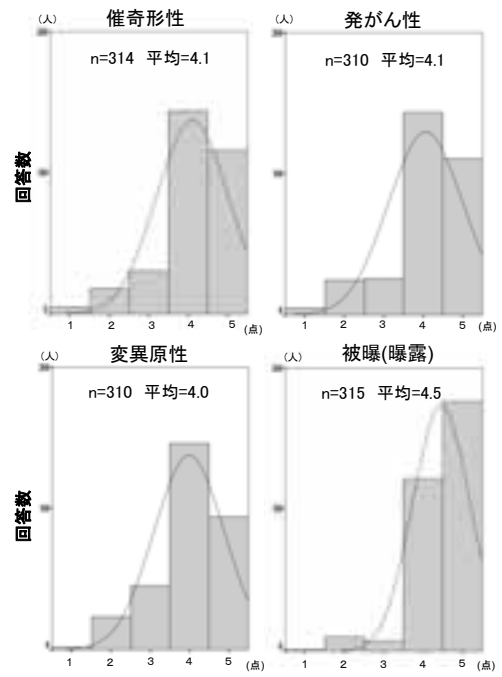 催奇形性
(人)
n=314 平均=4.1
回答数
1 2 3 4 5 (点)
発がん性
(人)
n=310 平均=4.1
1 2 3 4 5 (点)
変異原性
(人)
n=310 平均=4.0
回答数
1 2 3 4 5 (点)
被曝(曝露)
(人)
n=315 平均=4.5
1 2 3 4 5 (点)